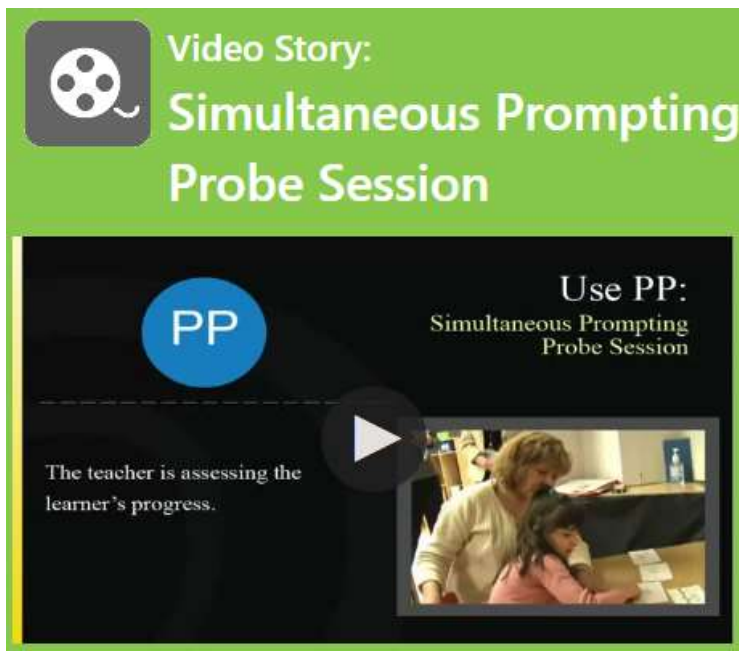 Video Story:
Simultaneous Prompting
Probe Session
PP
Use PP:
Simultaneous Prompting
Probe Session
The teacher is assessing the
learner's progress.